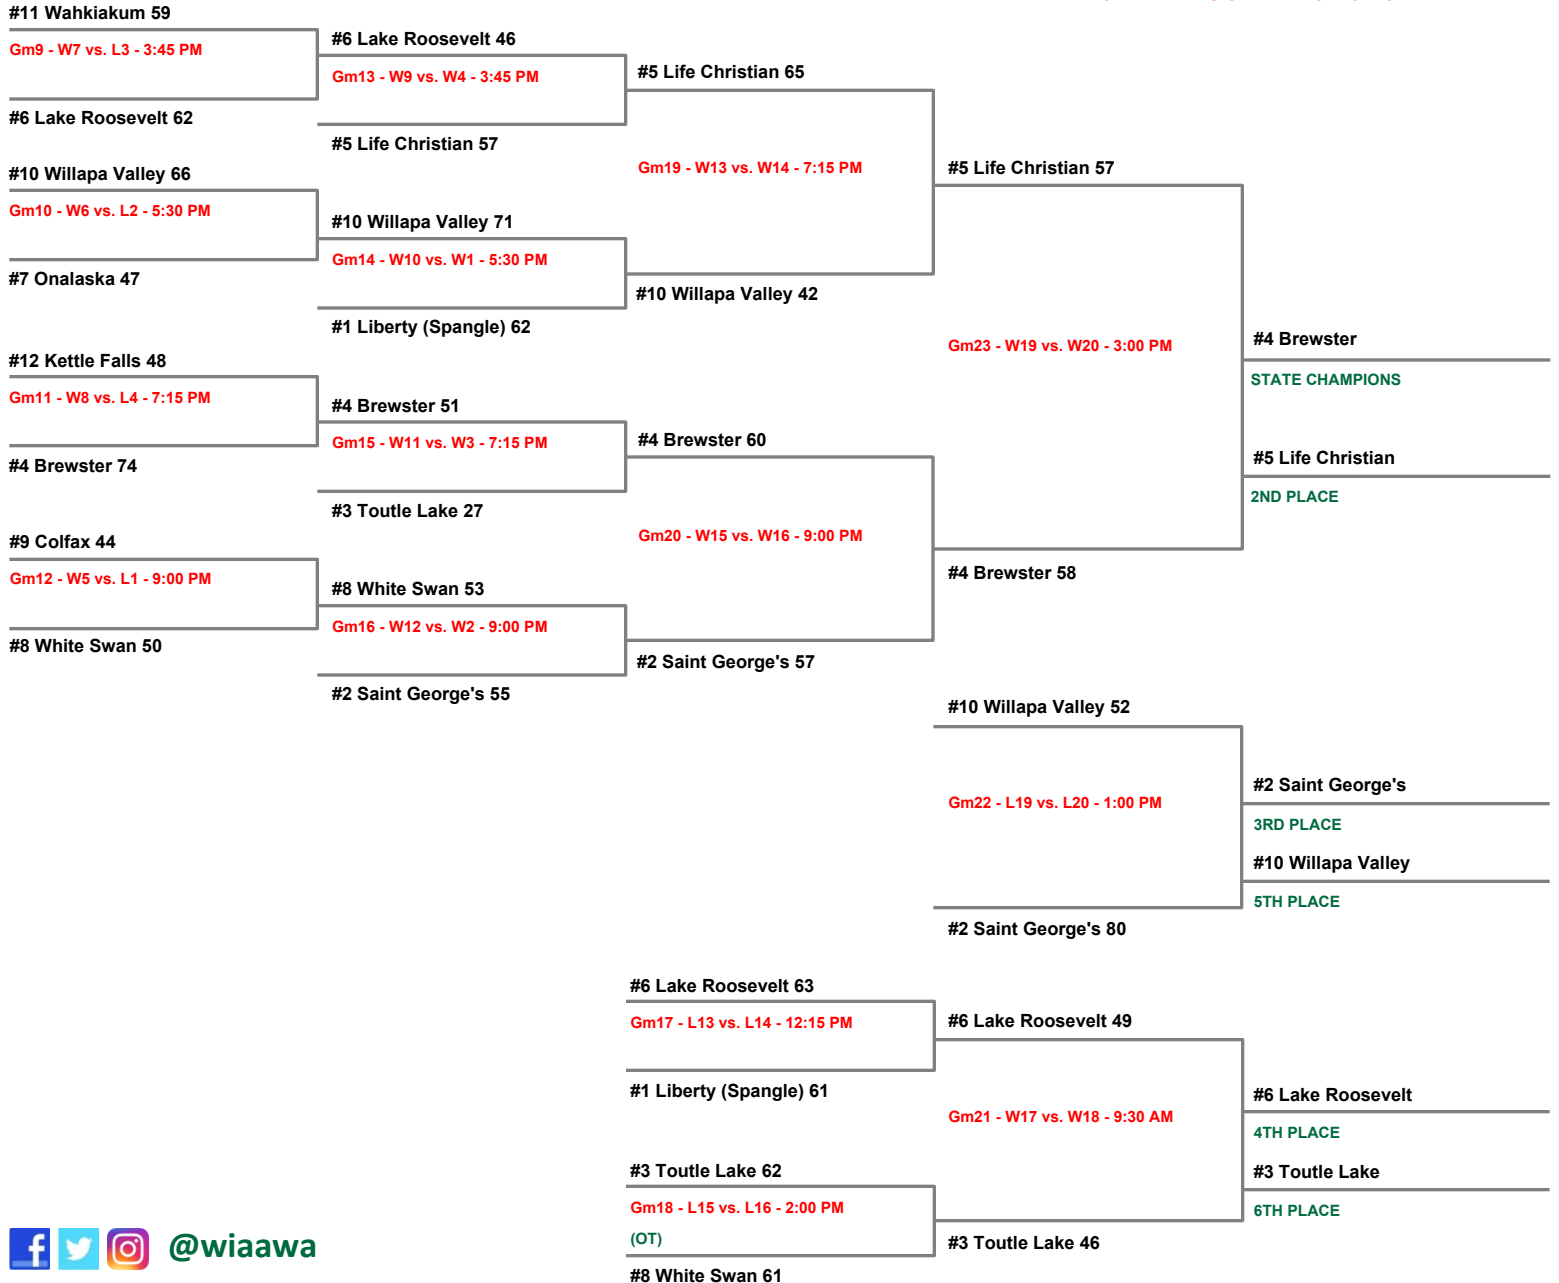 #11 Wahkiakum 59
Gm9 - W7 vs. L3 - 3:45 PM
#6 Lake Roosevelt 62
#10 Willapa Valley 66
Gm10 - W6 vs. L2 - 5:30 PM
#7 Onalaska 47
#12 Kettle Falls 48
Gm11 - W8 vs. L4 - 7:15 PM
#4 Brewster 74
#9 Colfax 44
Gm12 - W5 vs. L1 - 9:00 PM
#8 White Swan 50
#6 Lake Roosevelt 46
Gm13 - W9 vs. W4 - 3:45 PM
#5 Life Christian 57
#10 Willapa Valley 71
Gm14 - W10 vs. W1 - 5:30 PM
#1 Liberty (Spangle) 62
#4 Brewster 51
Gm15 - W11 vs. W3 - 7:15 PM
#3 Toutle Lake 27
#8 White Swan 53
Gm16 - W12 vs. W2 - 9:00 PM
#2 Saint George's 55
#5 Life Christian 65
Gm19 - W13 vs. W14 - 7:15 PM
#10 Willapa Valley 42
#4 Brewster 60
Gm20 - W15 vs. W16 - 9:00 PM
#2 Saint George's 57
#5 Life Christian 57
Gm23 - W19 vs. W20 - 3:00 PM
#4 Brewster 58
#4 Brewster
STATE CHAMPIONS
#5 Life Christian
2ND PLACE
#10 Willapa Valley 52
Gm22 - L19 vs. L20 - 1:00 PM
#2 Saint George's 80
#2 Saint George's
3RD PLACE
#10 Willapa Valley
5TH PLACE
#6 Lake Roosevelt 63
Gm17 - L13 vs. L14 - 12:15 PM
#1 Liberty (Spangle) 61
#3 Toutle Lake 62
Gm18 - L15 vs. L16 - 2:00 PM
(OT)
#8 White Swan 61
#6 Lake Roosevelt 49
Gm21 - W17 vs. W18 - 9:30 AM
#3 Toutle Lake 46
#6 Lake Roosevelt
4TH PLACE
#3 Toutle Lake
6TH PLACE
@wiaawa